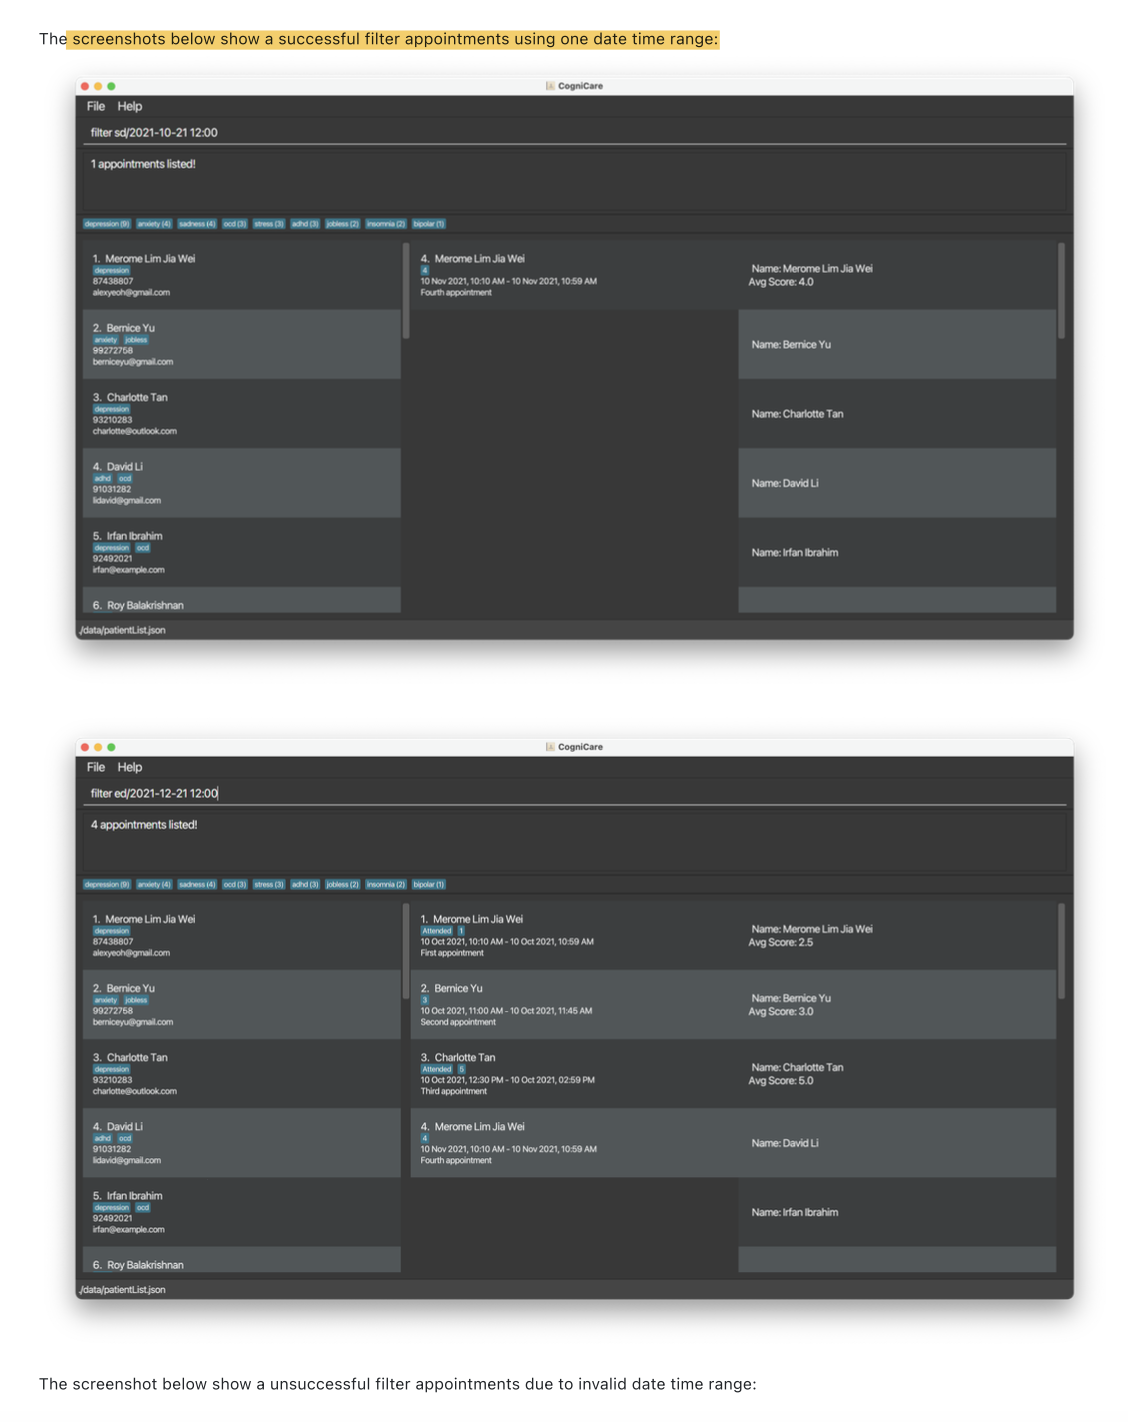 The screenshots below show a successful filter appointments using one date time range:
CogniCare
File Help
filter sd/2021-10-21 12:00
1 appointments listed!
depression (9) anxiety (4) sadness (4) ocd (3) stress (3) adhd (3) jobless (2) insomnia (2) bipolar (1)
1. Merome Lim Jia Wei
depression
87438807
alexyeoh@gmail.com
2. Bernice Yu
anxiety jobless
99272758
berniceyu@gmail.com
3. Charlotte Tan
depression
93210283
charlotte@outlook.com
4. David Li
adhd ocd
91031282
lidavid@gmail.com
5. Irfan Ibrahim
depression ocd
92492021
irfan@example.com
6. Roy Balakrishnan
4. Merome Lim Jia Wei
4
10 Nov 2021, 10:10 AM - 10 Nov 2021, 10:59 AM
Fourth appointment
Name: Merome Lim Jia Wei
Avg Score: 4.0
Name: Bernice Yu
Name: Charlotte Tan
Name: David Li
Name: Irfan Ibrahim
./data/patientList.json
CogniCare
File Help
filter ed/2021-12-21 12:00
4 appointments listed!
depression (9) anxiety (4) sadness (4) ocd (3) stress (3) adhd (3) jobless (2) insomnia (2) bipolar (1)
1. Merome Lim Jia Wei
depression
87438807
alexyeoh@gmail.com
2. Bernice Yu
anxiety jobless
99272758
berniceyu@gmail.com
3. Charlotte Tan
depression
93210283
charlotte@outlook.com
4. David Li
adhd ocd
91031282
lidavid@gmail.com
5. Irfan Ibrahim
depression ocd
92492021
irfan@example.com
6. Roy Balakrishnan
1. Merome Lim Jia Wei
Attended 1
10 Oct 2021, 10:10 AM - 10 Oct 2021, 10:59 AM
First appointment
2. Bernice Yu
3
10 Oct 2021, 11:00 AM - 10 Oct 2021, 11:45 AM
Second appointment
3. Charlotte Tan
Attended 5
10 Oct 2021, 12:30 PM - 10 Oct 2021, 02:59 PM
Third appointment
4. Merome Lim Jia Wei
4
10 Nov 2021, 10:10 AM - 10 Nov 2021, 10:59 AM
Fourth appointment
Name: Merome Lim Jia Wei
Avg Score: 2.5
Name: Bernice Yu
Avg Score: 3.0
Name: Charlotte Tan
Avg Score: 5.0
Name: David Li
Name: Irfan Ibrahim
./data/patientList.json
The screenshot below show a unsuccessful filter appointments due to invalid date time range: